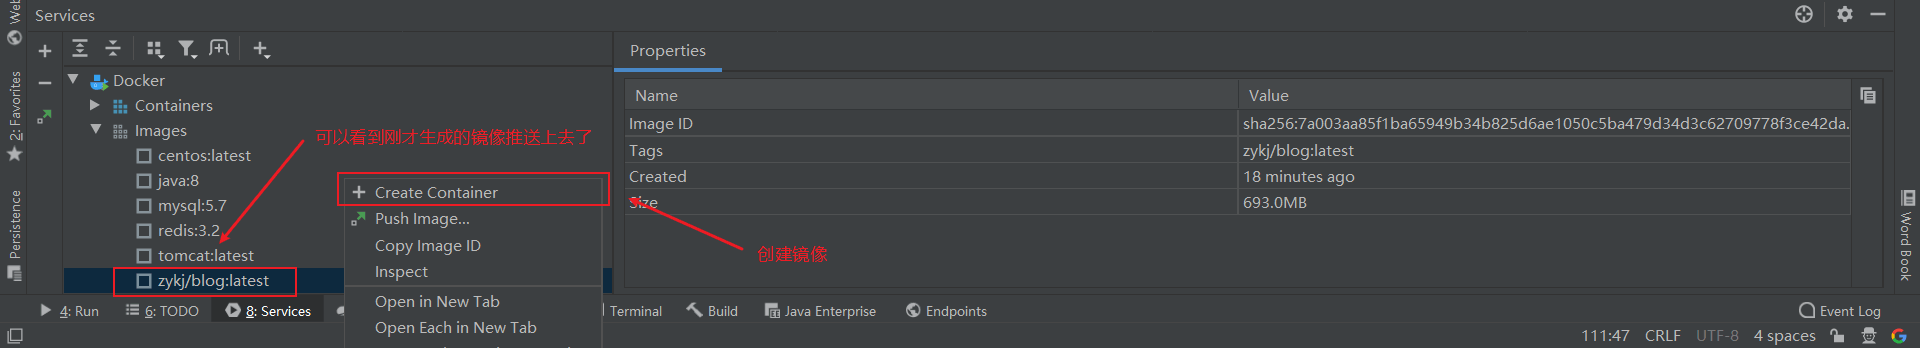 Services
Web
2: Favorites
Persistence
Docker
Containers
Images
centos:latest
java:8
mysql:5.7
redis:3.2
tomcat:latest
zykj/blog:latest
可以看到刚才生成的镜像推送上去了
Create Container
Push Image...
Copy Image ID
Inspect
Open in New Tab
Open Each in New Tab
创建镜像
Properties
Name Value
Image ID sha256:7a003aa85f1ba65949b34b825d6ae1050c5ba479d34d3c62709778f3ce42da.
Tags zykj/blog:latest
Created 18 minutes ago
Size 693.0MB
Word Book
4: Run 6: TODO 8: Services Terminal Build Java Enterprise Endpoints Event Log
111:47 CRLF UTF-8 4 spaces